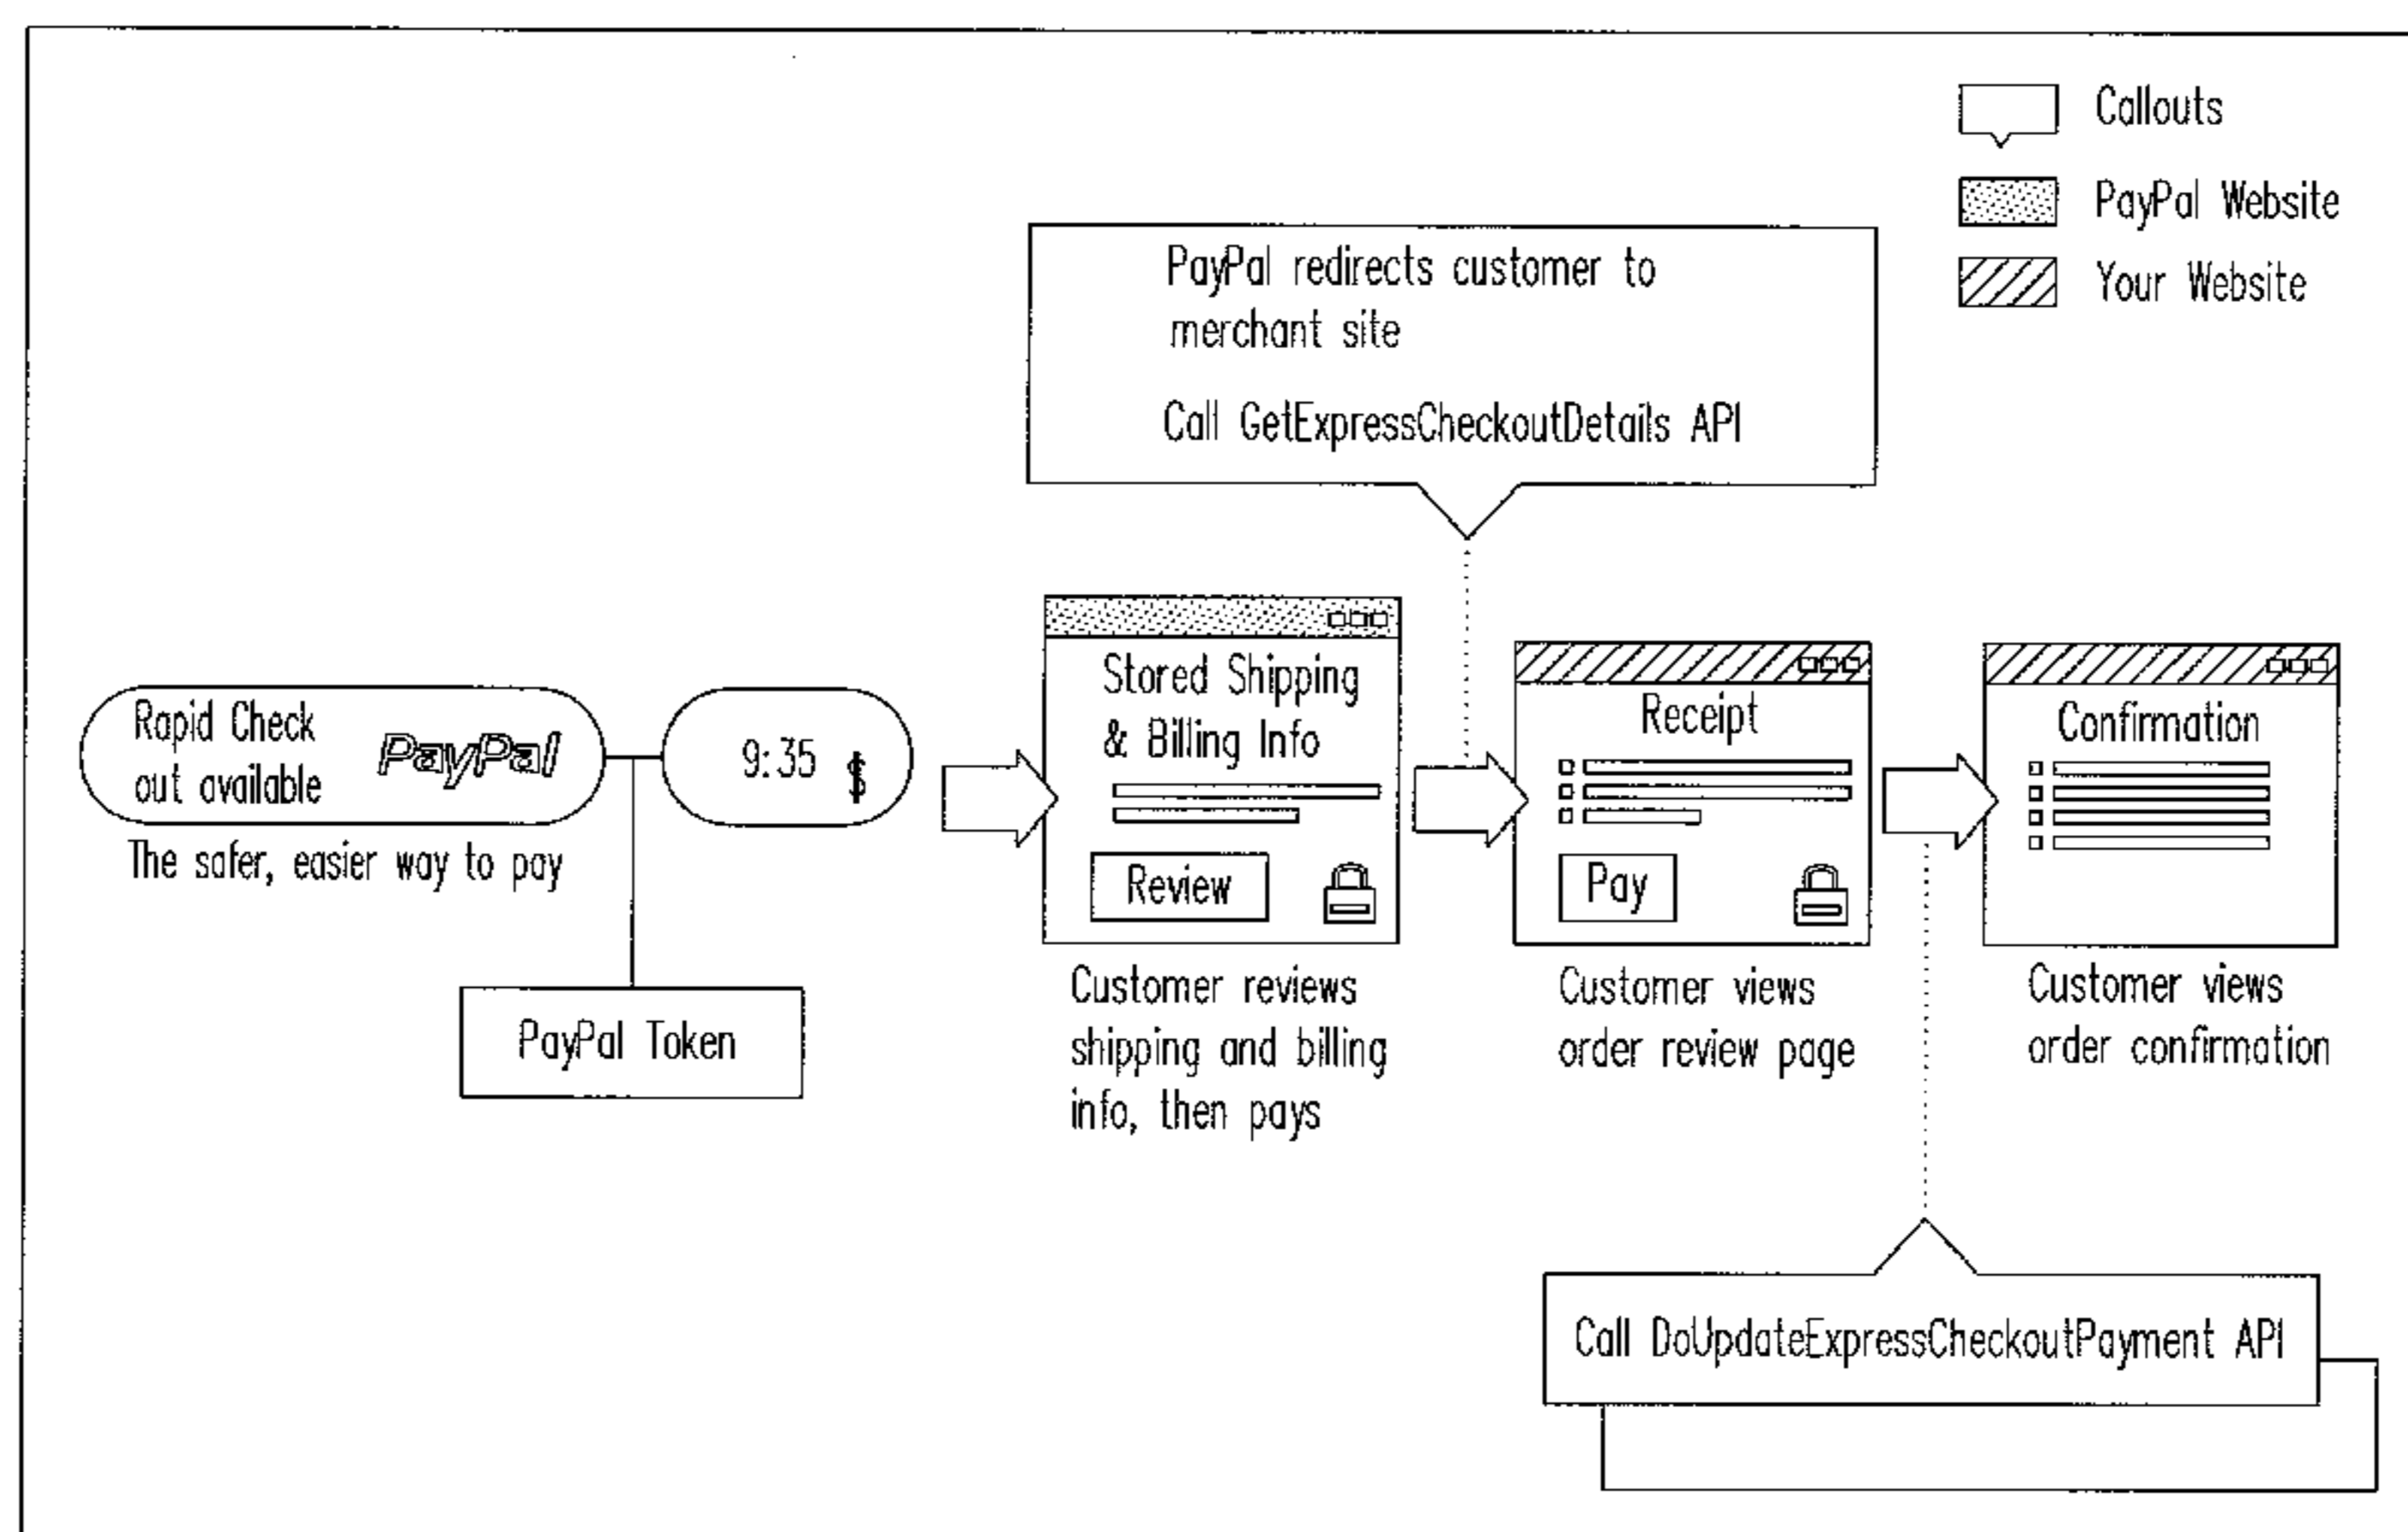 Callouts
PayPal Website
Your Website
PayPal redirects customer to
merchant site
Call GetExpressCheckoutDetails API
Rapid Check
out available
PayPal
The safer, easier way to pay
9:35 $
PayPal Token
Stored Shipping
& Billing Info
Review
Customer reviews
shipping and billing
info, then pays
Receipt
Pay
Customer views
order review page
Confirmation
Customer views
order confirmation
Call DoUpdateExpressCheckoutPayment API